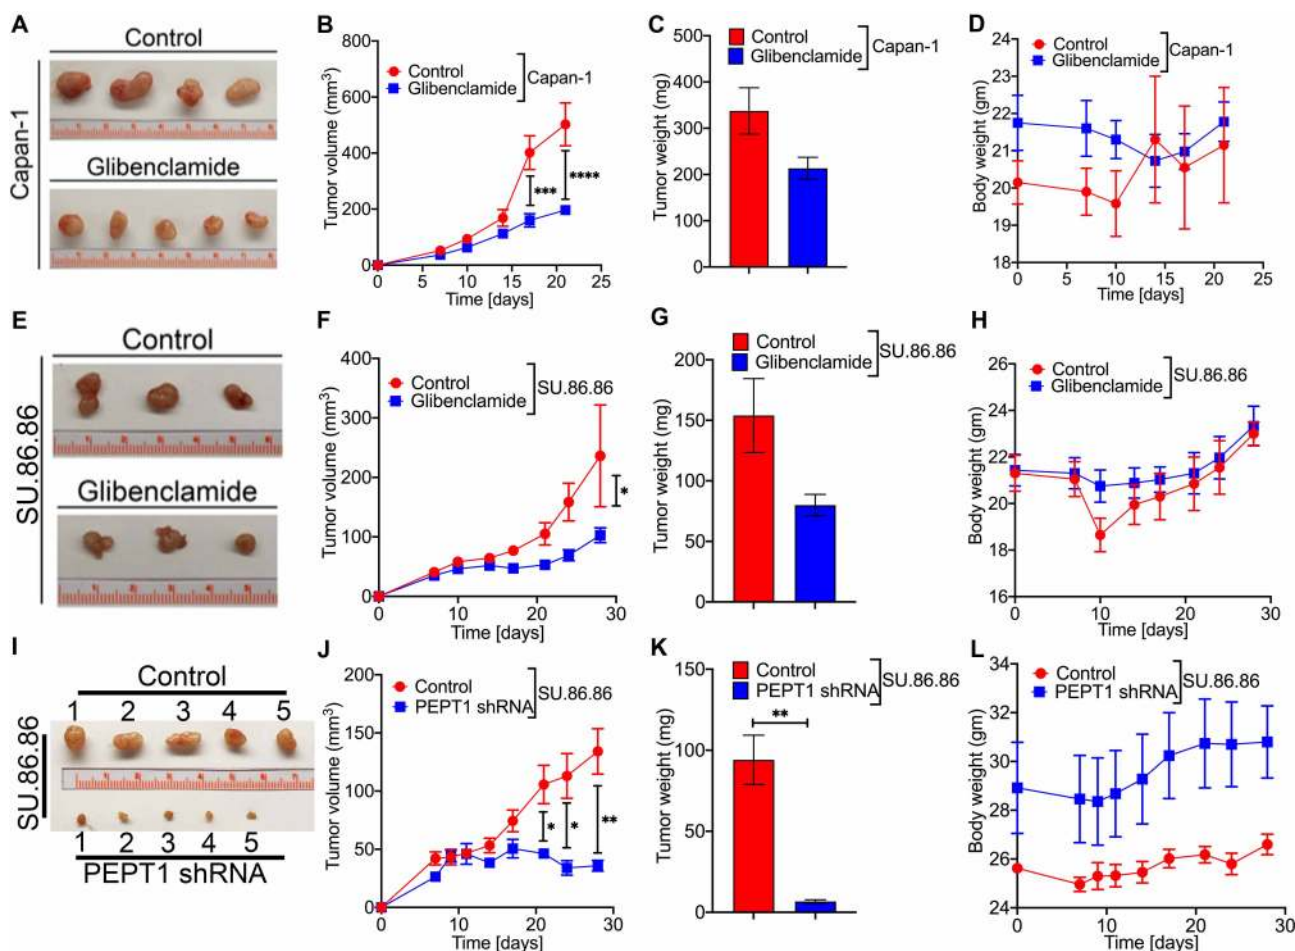 A
Control
Capan-1
Glibenclamide
B
800
600
400
200
0
Tumor volume (mm3)
Control
Glibenclamide
Capan-1
***
****
0 5 10 15 20 25
Time [days]
C
500
400
300
200
100
0
Tumor weight (mg)
Control
Glibenclamide
Capan-1
D
24
23
22
21
20
19
18
Body weight (gm)
Control
Glibenclamide
Capan-1
0 5 10 15 20 25
Time [days]
E
Control
SU.86.86
Glibenclamide
F
400
300
200
100
0
Tumor volume (mm3)
Control
Glibenclamide
SU.86.86
*
0 10 20 30
Time [days]
G
200
150
100
50
0
Tumor weight (mg)
Control
Glibenclamide
SU.86.86
H
26
24
22
20
18
16
Body weight (gm)
Control
Glibenclamide
SU.86.86
0 10 20 30
Time [days]
I
Control
1 2 3 4 5
SU.86.86
1 2 3 4 5
PEPT1 shRNA
J
200
150
100
50
0
Tumor volume (mm3)
Control
PEPT1 shRNA
SU.86.86
*
*
**
0 10 20 30
Time [days]
K
150
100
50
0
Tumor weight (mg)
Control
PEPT1 shRNA
SU.86.86
**
L
34
32
30
28
26
24
Body weight (gm)
Control
PEPT1 shRNA
SU.86.86
0 10 20 30
Time [days]